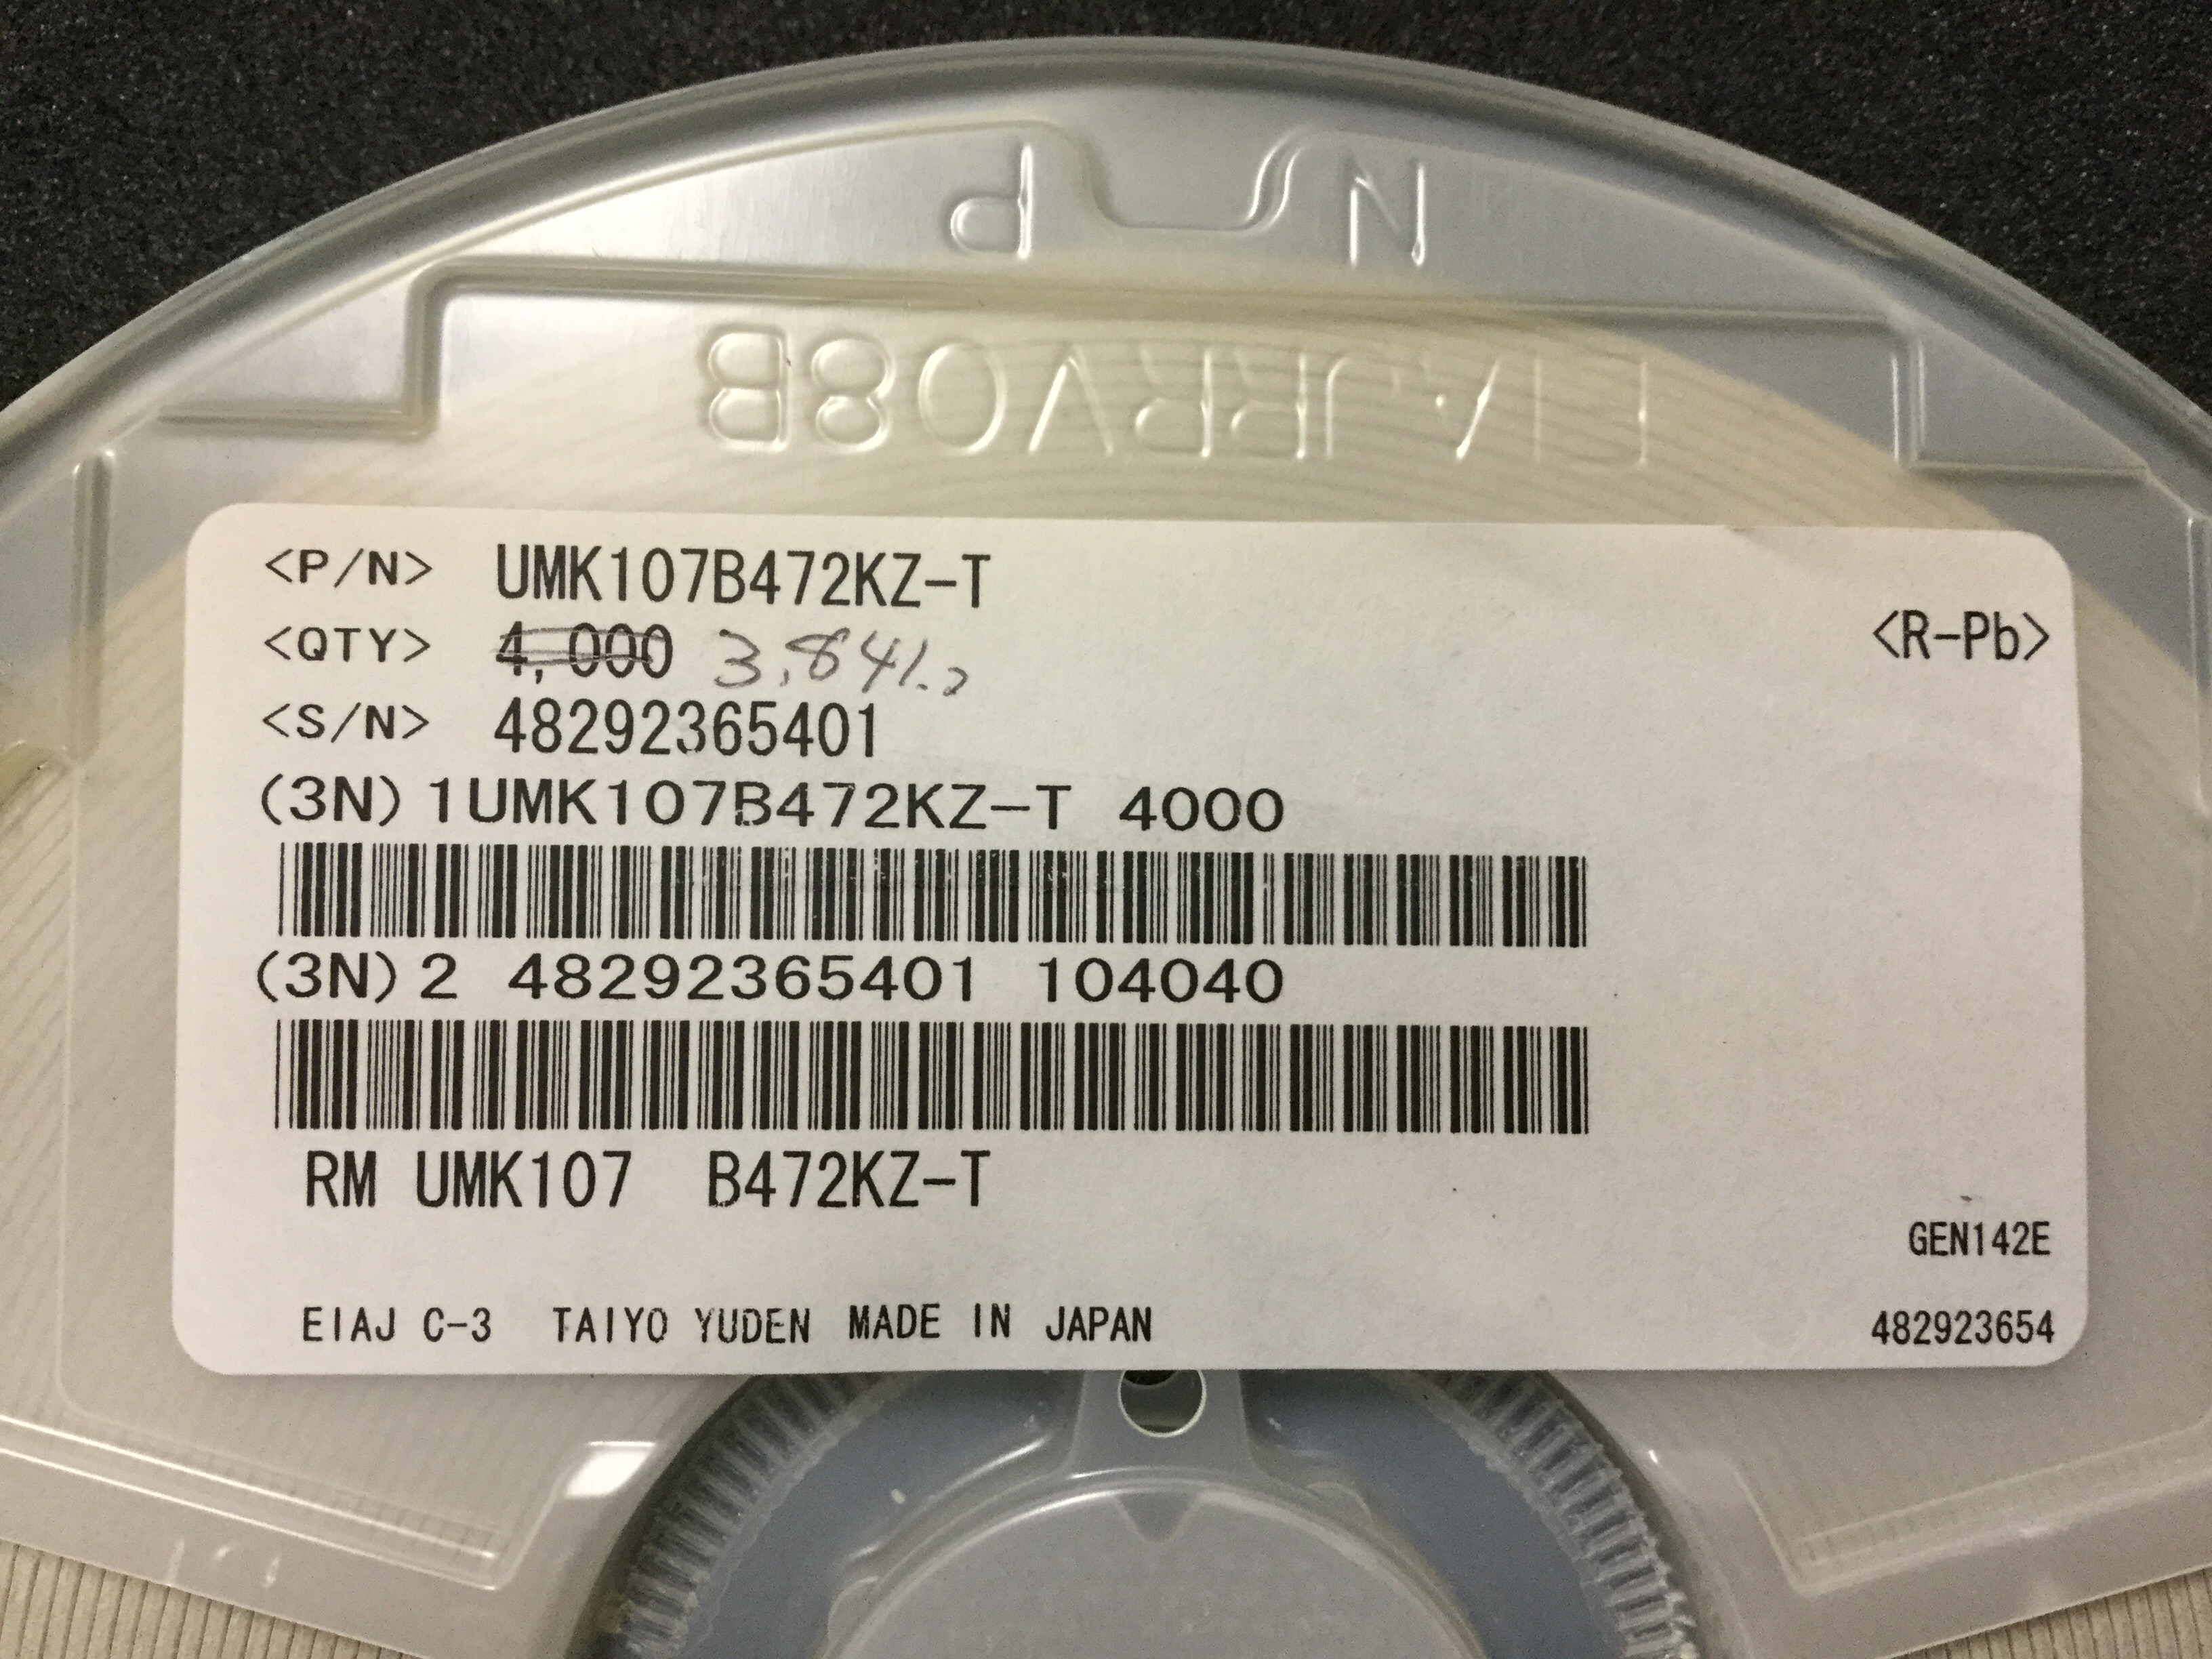 P N
EIAJRRV08B
<P/N> UMK107B472KZ-T
<QTY> 4,000 3,841
<R-Pb>
<S/N> 48292365401
(3N)1UMK107B472KZ-T 4000
(3N)2 48292365401 104040
RM UMK107 B472KZ-T
GEN142E
EIAJ C-3 TAIYO YUDEN MADE IN JAPAN
482923654